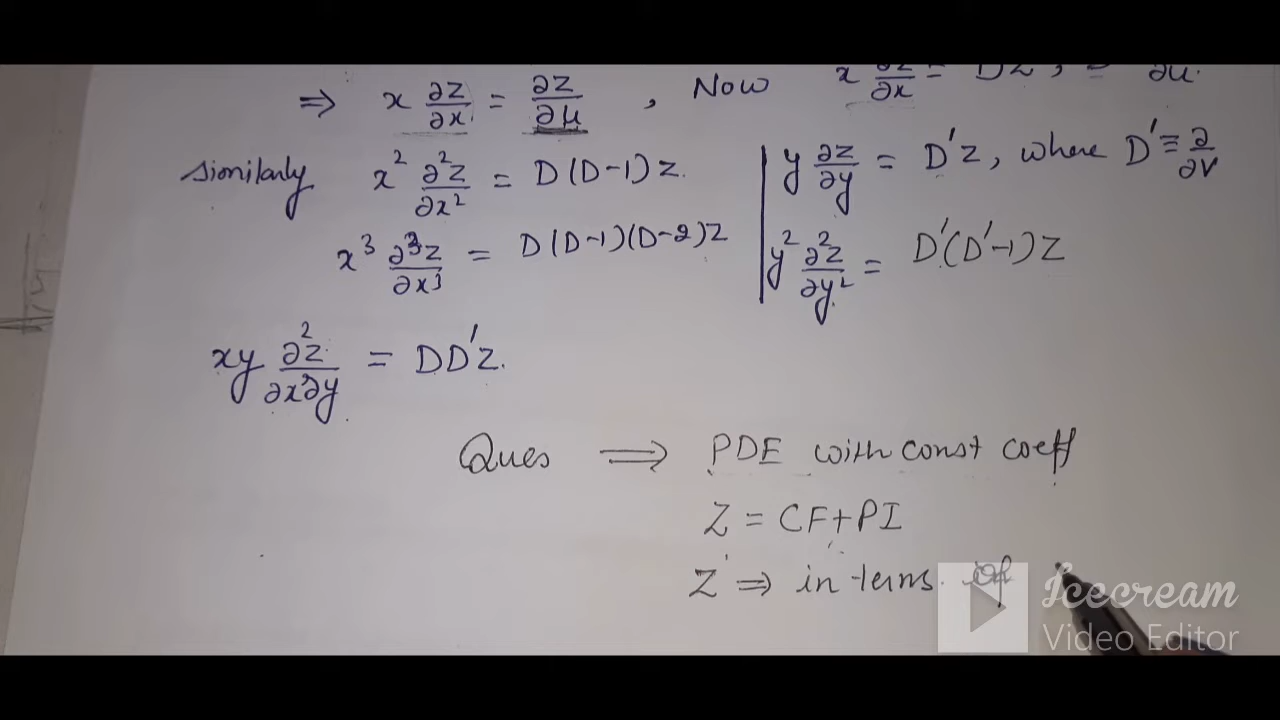 ⇒ x ∂z/∂x = ∂z/∂μ , Now x ∂z/∂x = DZ, ∂μ.
Similarly x² ∂²z/∂x² = D(D-1)z. | y ∂z/∂y = D'z, where D' ≡ ∂/∂v
x³ ∂³z/∂x³ = D(D-1)(D-2)z | y² ∂²z/∂y² = D'(D'-1)z
xy ∂²z/∂x∂y = DD'z.
Ques ⇒ PDE with const coeff
Z = CF+PI
Z ⇒ in terms of
Icecream
Video Editor